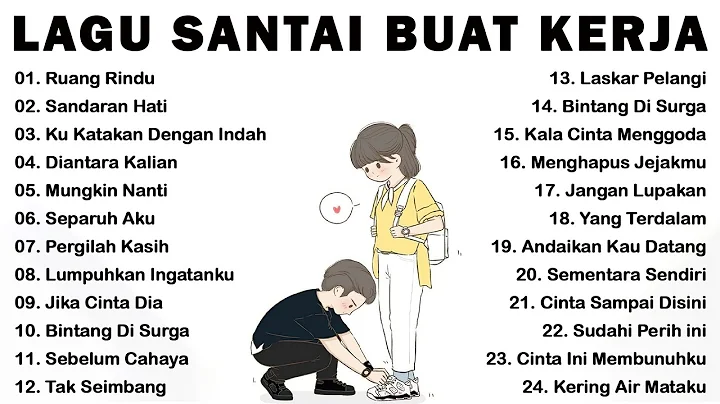 LAGU SANTAI BUAT KERJA
01. Ruang Rindu
02. Sandaran Hati
03. Ku Katakan Dengan Indah
04. Diantara Kalian
05. Mungkin Nanti
06. Separuh Aku
07. Pergilah Kasih
08. Lumpuhkan Ingatanku
09. Jika Cinta Dia
10. Bintang Di Surga
11. Sebelum Cahaya
12. Tak Seimbang
13. Laskar Pelangi
14. Bintang Di Surga
15. Kala Cinta Menggoda
16. Menghapus Jejakmu
17. Jangan Lupakan
18. Yang Terdalam
19. Andaikan Kau Datang
20. Sementara Sendiri
21. Cinta Sampai Disini
22. Sudahi Perih ini
23. Cinta Ini Membunuhku
24. Kering Air Mataku